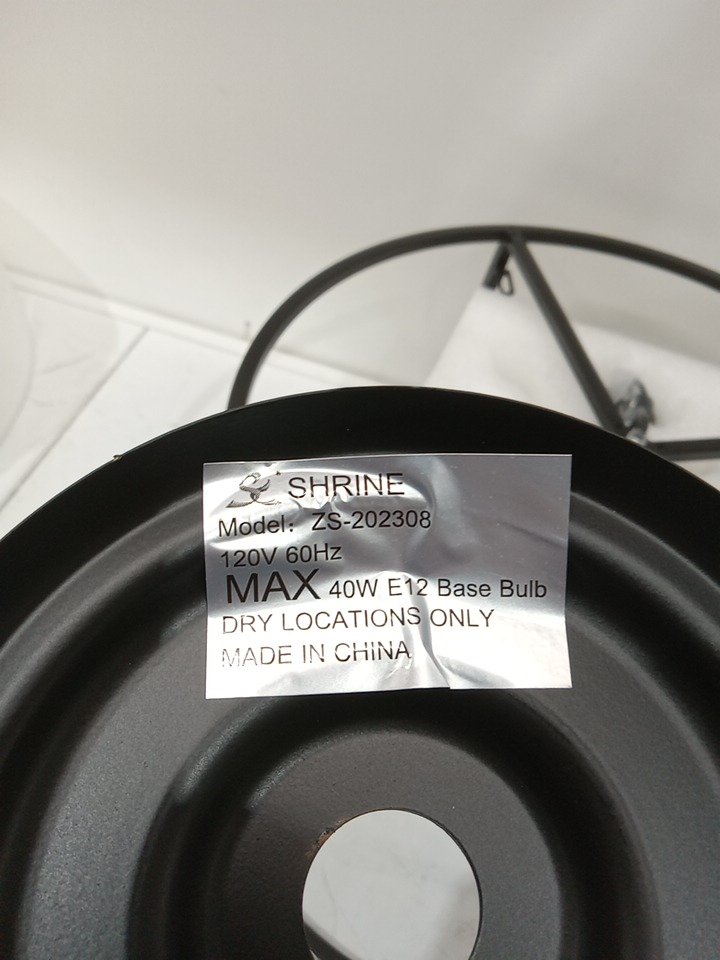 SHRINE
Model: ZS-202308
120V 60Hz
MAX 40W E12 Base Bulb
DRY LOCATIONS ONLY
MADE IN CHINA